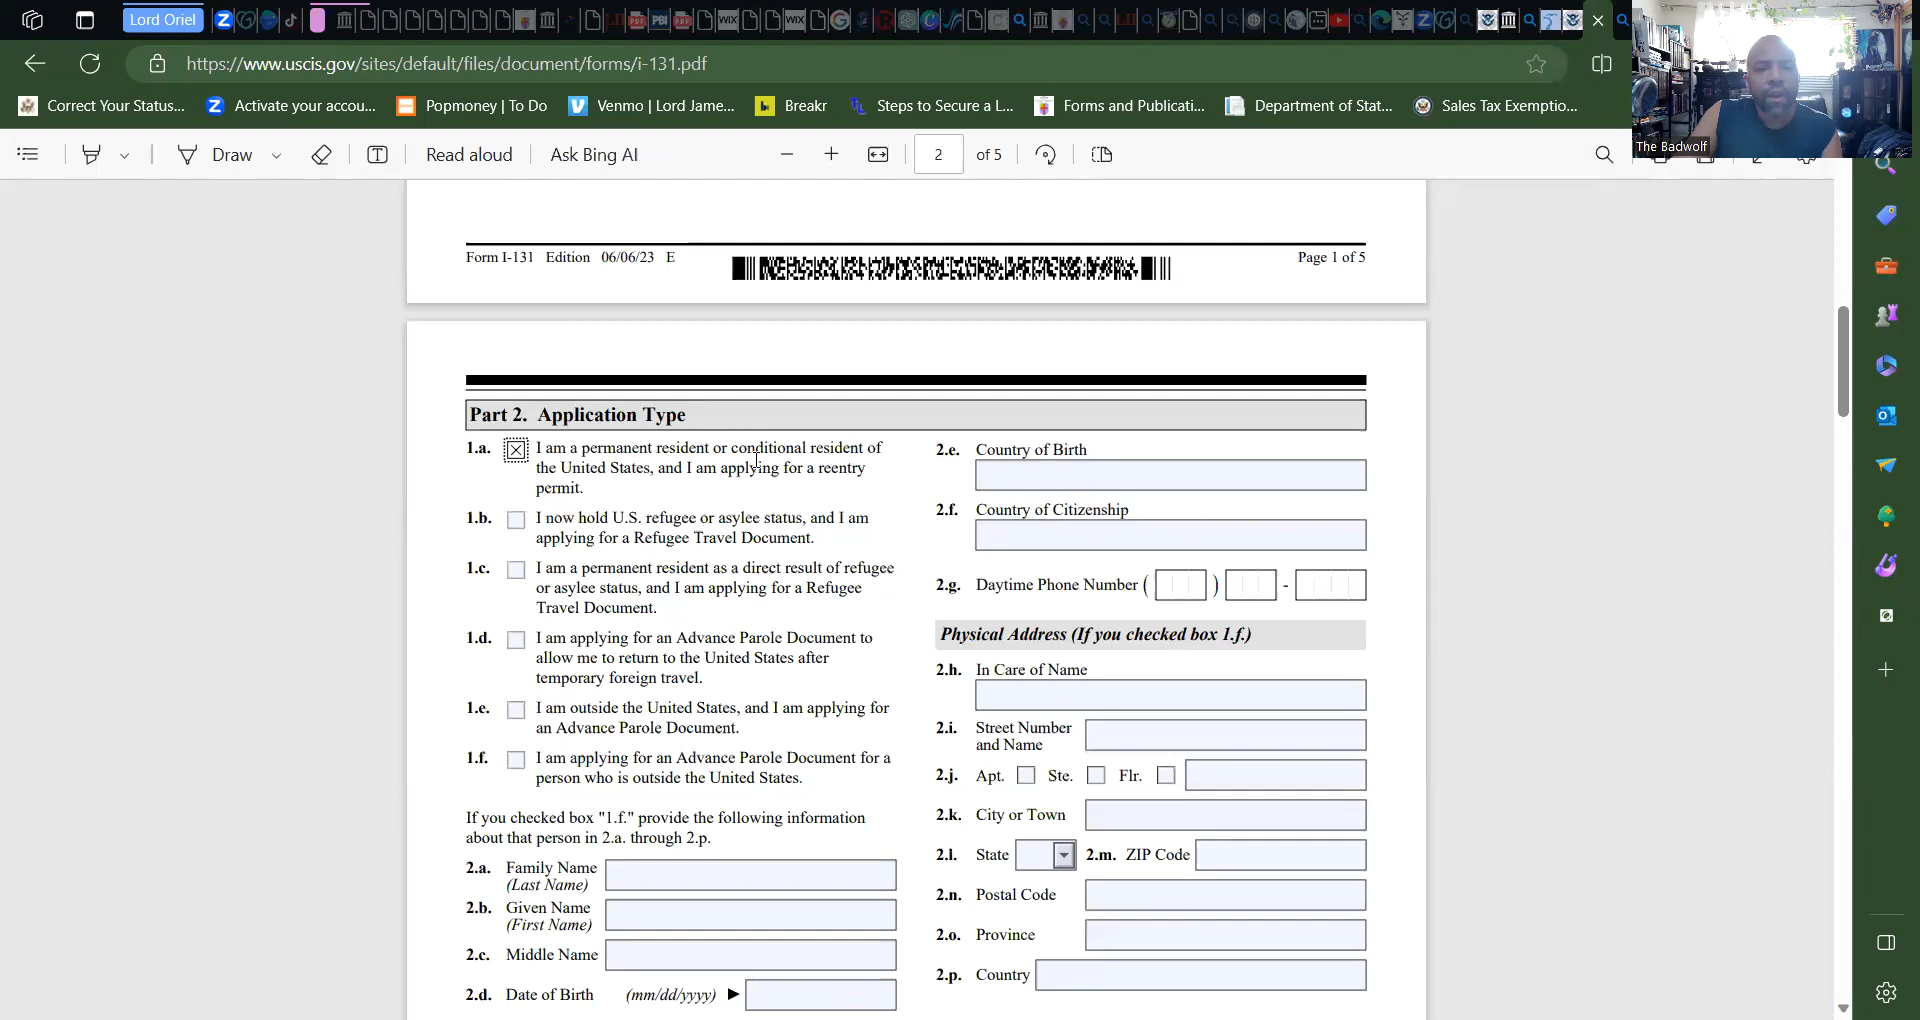 Lord Oriel
https://www.uscis.gov/sites/default/files/document/forms/i-131.pdf
Correct Your Status...
Activate your accou...
Popmoney | To Do
Venmo | Lord Jame...
Breakr
Steps to Secure a L...
Forms and Publicati...
Department of Stat...
Sales Tax Exemptio...
The Badwolf
Draw
Read aloud
Ask Bing AI
2 of 5
Form I-131 Edition 06/06/23 E
Page 1 of 5
Part 2. Application Type
1.a. I am a permanent resident or conditional resident of
the United States, and I am applying for a reentry
permit.
1.b. I now hold U.S. refugee or asylee status, and I am
applying for a Refugee Travel Document.
1.c. I am a permanent resident as a direct result of refugee
or asylee status, and I am applying for a Refugee
Travel Document.
1.d. I am applying for an Advance Parole Document to
allow me to return to the United States after
temporary foreign travel.
1.e. I am outside the United States, and I am applying for
an Advance Parole Document.
1.f. I am applying for an Advance Parole Document for a
person who is outside the United States.
If you checked box "1.f." provide the following information
about that person in 2.a. through 2.p.
2.a. Family Name
(Last Name)
2.b. Given Name
(First Name)
2.c. Middle Name
2.d. Date of Birth (mm/dd/yyyy)
2.e. Country of Birth
2.f. Country of Citizenship
2.g. Daytime Phone Number ( ) -
Physical Address (If you checked box 1.f.)
2.h. In Care of Name
2.i. Street Number
and Name
2.j. Apt. Ste. Flr.
2.k. City or Town
2.l. State 2.m. ZIP Code
2.n. Postal Code
2.o. Province
2.p. Country